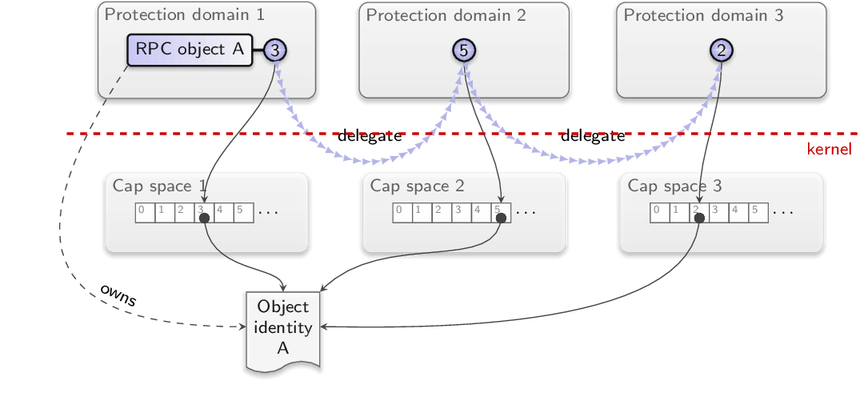 Protection domain 1
Protection domain 2
Protection domain 3
RPC object A
3
5
2
delegate
delegate
kernel
Cap space 1
Cap space 2
Cap space 3
0 1 2 3 4 5 ...
0 1 2 3 4 5 ...
0 1 2 3 4 5 ...
owns
Object
identity
A